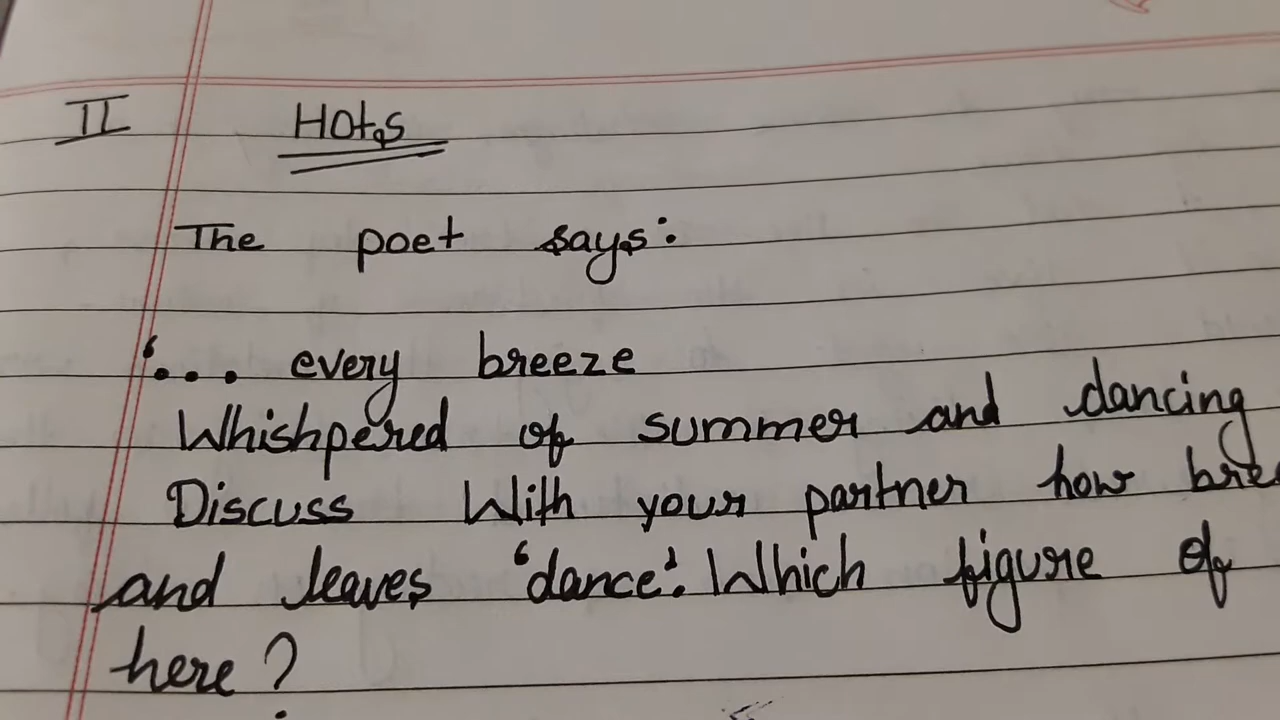 II HOts
The poet says:
'... every breeze
Whishpered of summer and dancing
Discuss With your partner how
and leaves 'dance'. Which figure of
here?